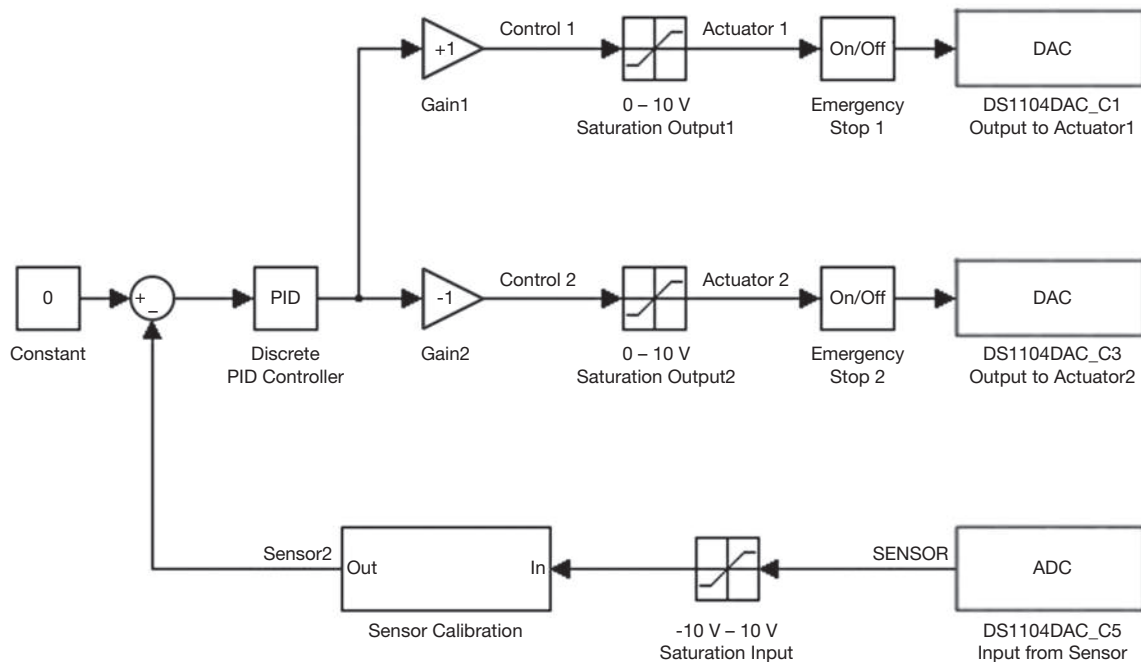 Control 1
Actuator 1
+1
On/Off
DAC
Gain1
0 – 10 V
Saturation Output1
Emergency
Stop 1
DS1104DAC_C1
Output to Actuator1
Control 2
Actuator 2
0
+
−
PID
-1
On/Off
DAC
Constant
Discrete
PID Controller
Gain2
0 – 10 V
Saturation Output2
Emergency
Stop 2
DS1104DAC_C3
Output to Actuator2
Sensor2
Out
In
SENSOR
ADC
Sensor Calibration
-10 V – 10 V
Saturation Input
DS1104DAC_C5
Input from Sensor